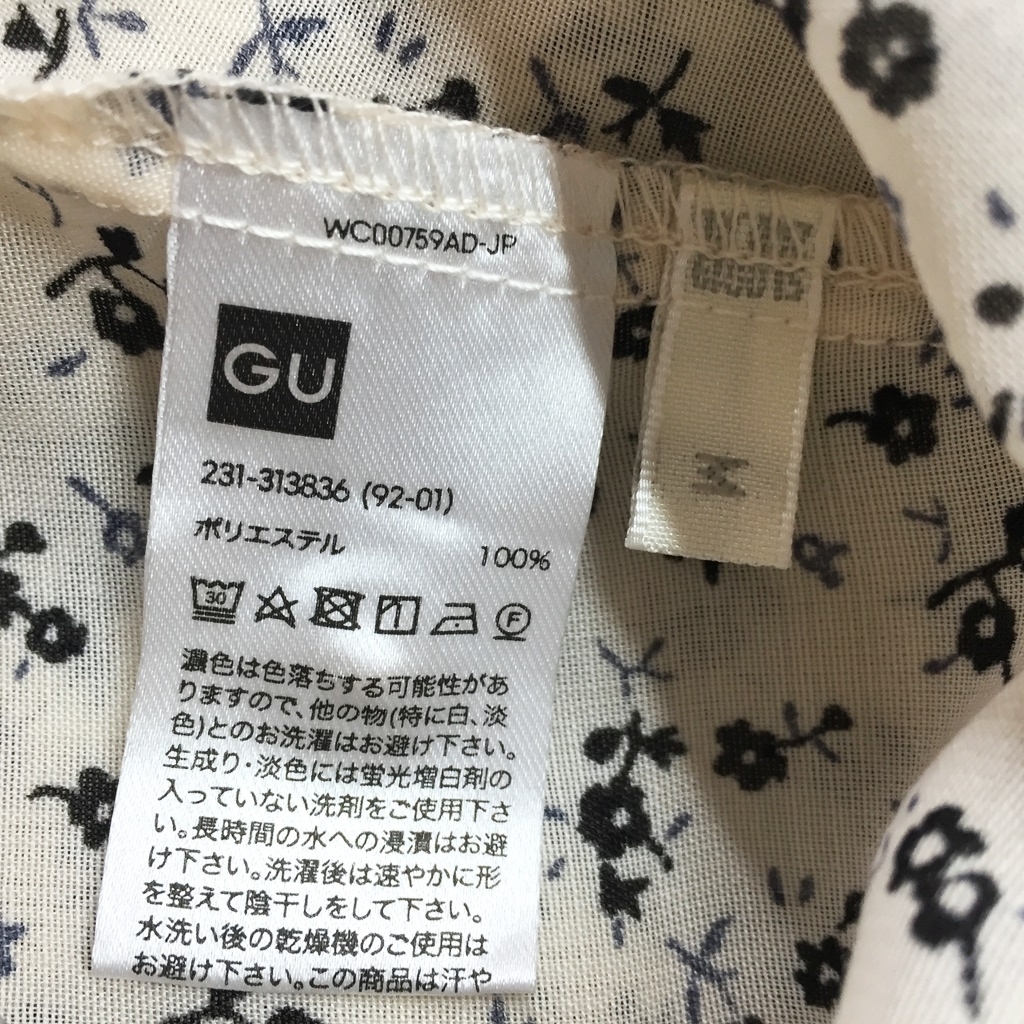 WC00759AD-JP
GU
231-313836 (92-01)
ポリエステル 100%
30
F
濃色は色落ちする可能性があ
りますので、他の物(特に白、淡
色)とのお洗濯はお避け下さい。
生成り・淡色には蛍光増白剤の
入っていない洗剤をご使用下さ
い。長時間の水への浸漬はお避
け下さい。洗濯後は速やかに形
を整えて陰干しをして下さい。
水洗い後の乾燥機のご使用は
お避け下さい。この商品は汗や
M